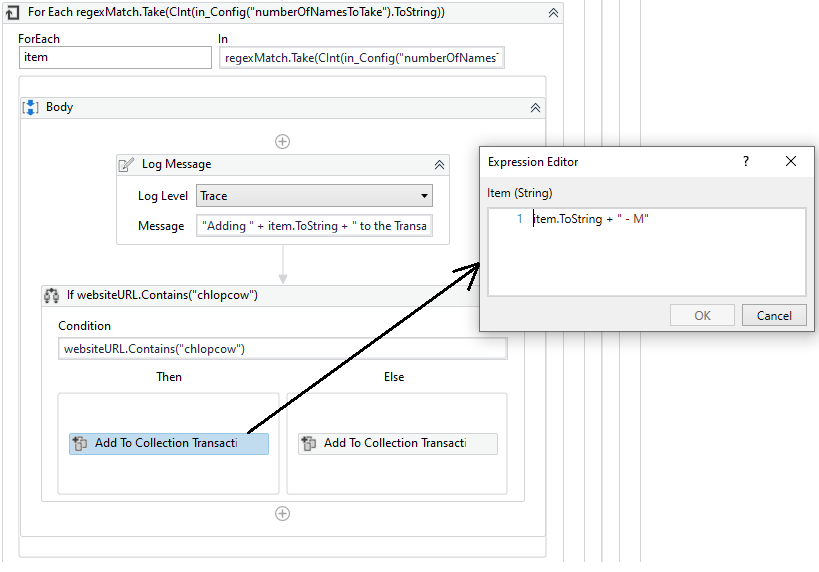 For Each regexMatch.Take(CInt(in_Config("numberOfNamesToTake").ToString))
ForEach In
item regexMatch.Take(CInt(in_Config("numberOfNames
Body
Log Message
Log Level Trace
Message "Adding " + item.ToString + " to the Transa
If websiteURL.Contains("chlopcow")
Condition
websiteURL.Contains("chlopcow")
Then Else
Add To Collection Transacti
Add To Collection Transacti
Expression Editor ? ×
Item (String)
1 item.ToString + " - M"
OK Cancel